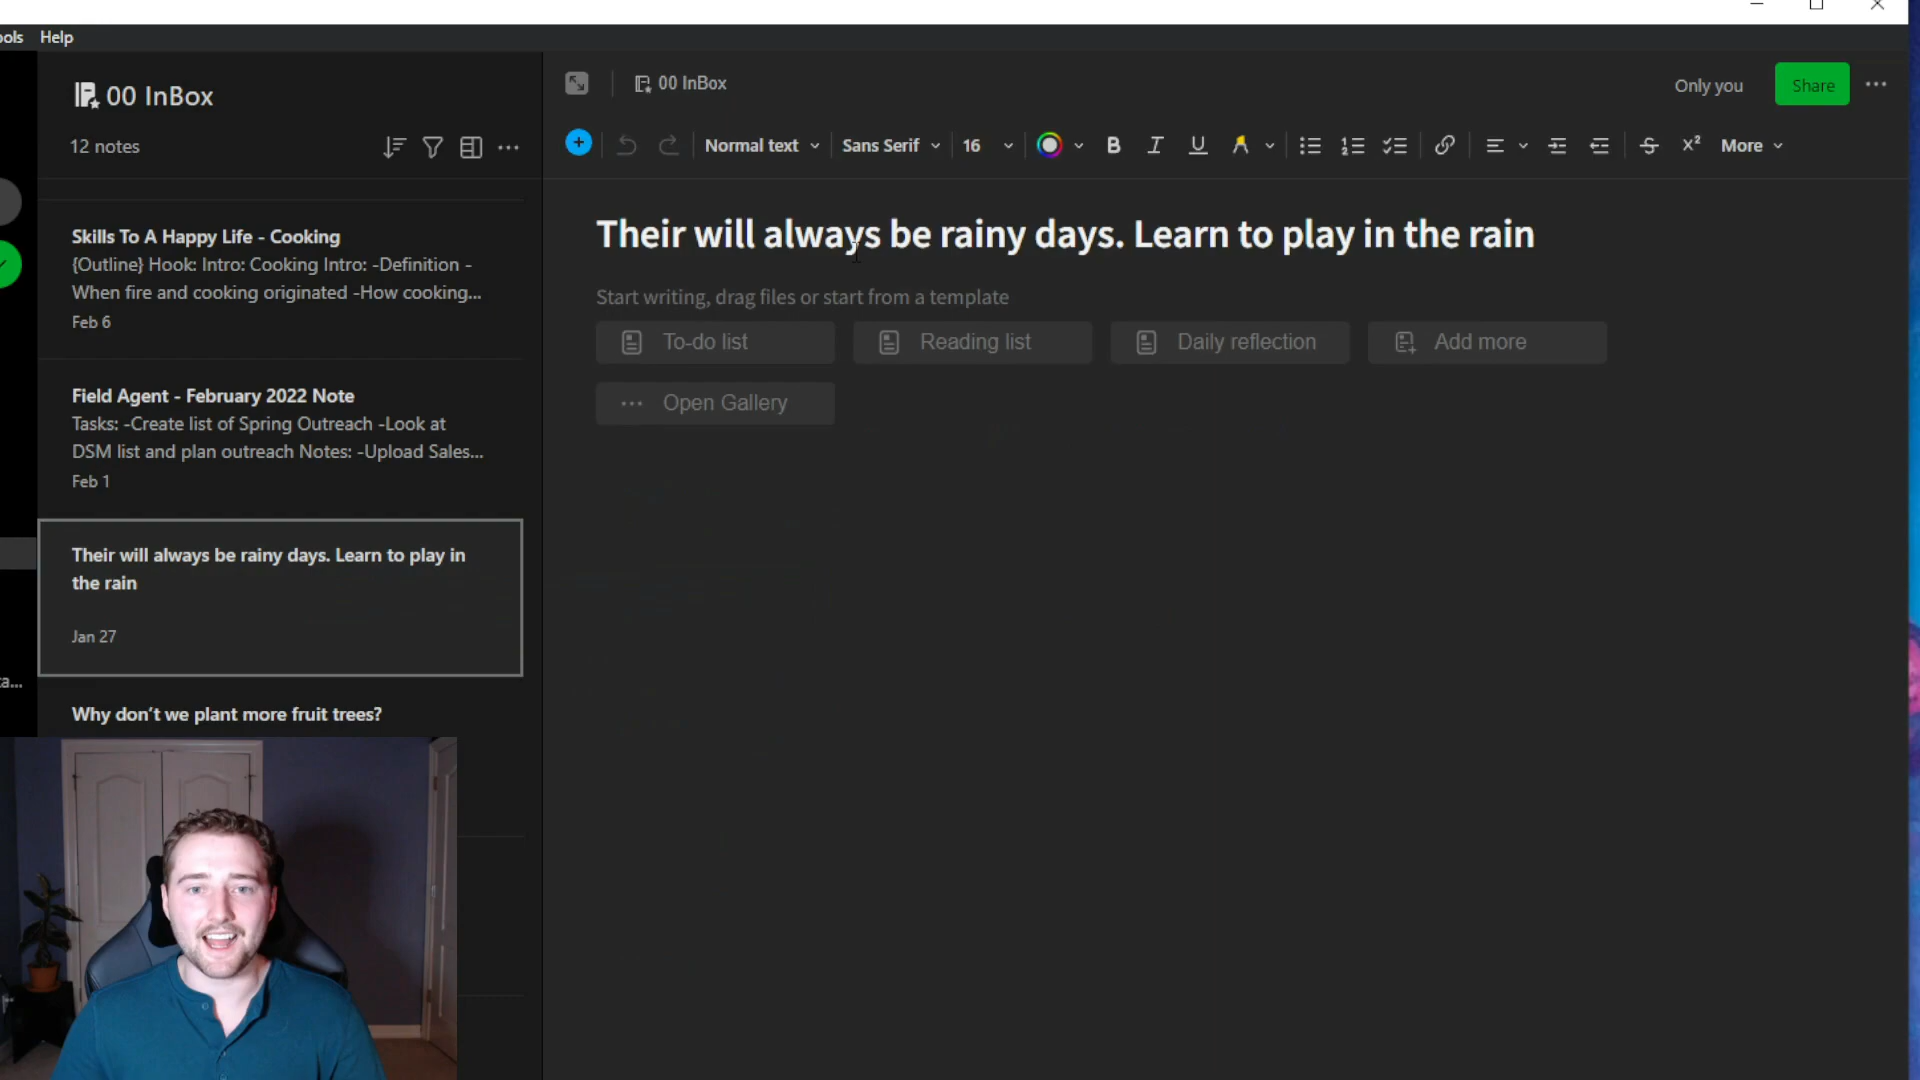 ools Help
00 InBox
12 notes
Skills To A Happy Life - Cooking
{Outline} Hook: Intro: Cooking Intro: -Definition -
When fire and cooking originated -How cooking...
Feb 6
Field Agent - February 2022 Note
Tasks: -Create list of Spring Outreach -Look at
DSM list and plan outreach Notes: -Upload Sales...
Feb 1
Their will always be rainy days. Learn to play in
the rain
Jan 27
ta...
Why don't we plant more fruit trees?
00 InBox
Only you
Share
Normal text
Sans Serif
16
B I U A
S X²
More
Their will always be rainy days. Learn to play in the rain
Start writing, drag files or start from a template
To-do list
Reading list
Daily reflection
Add more
Open Gallery